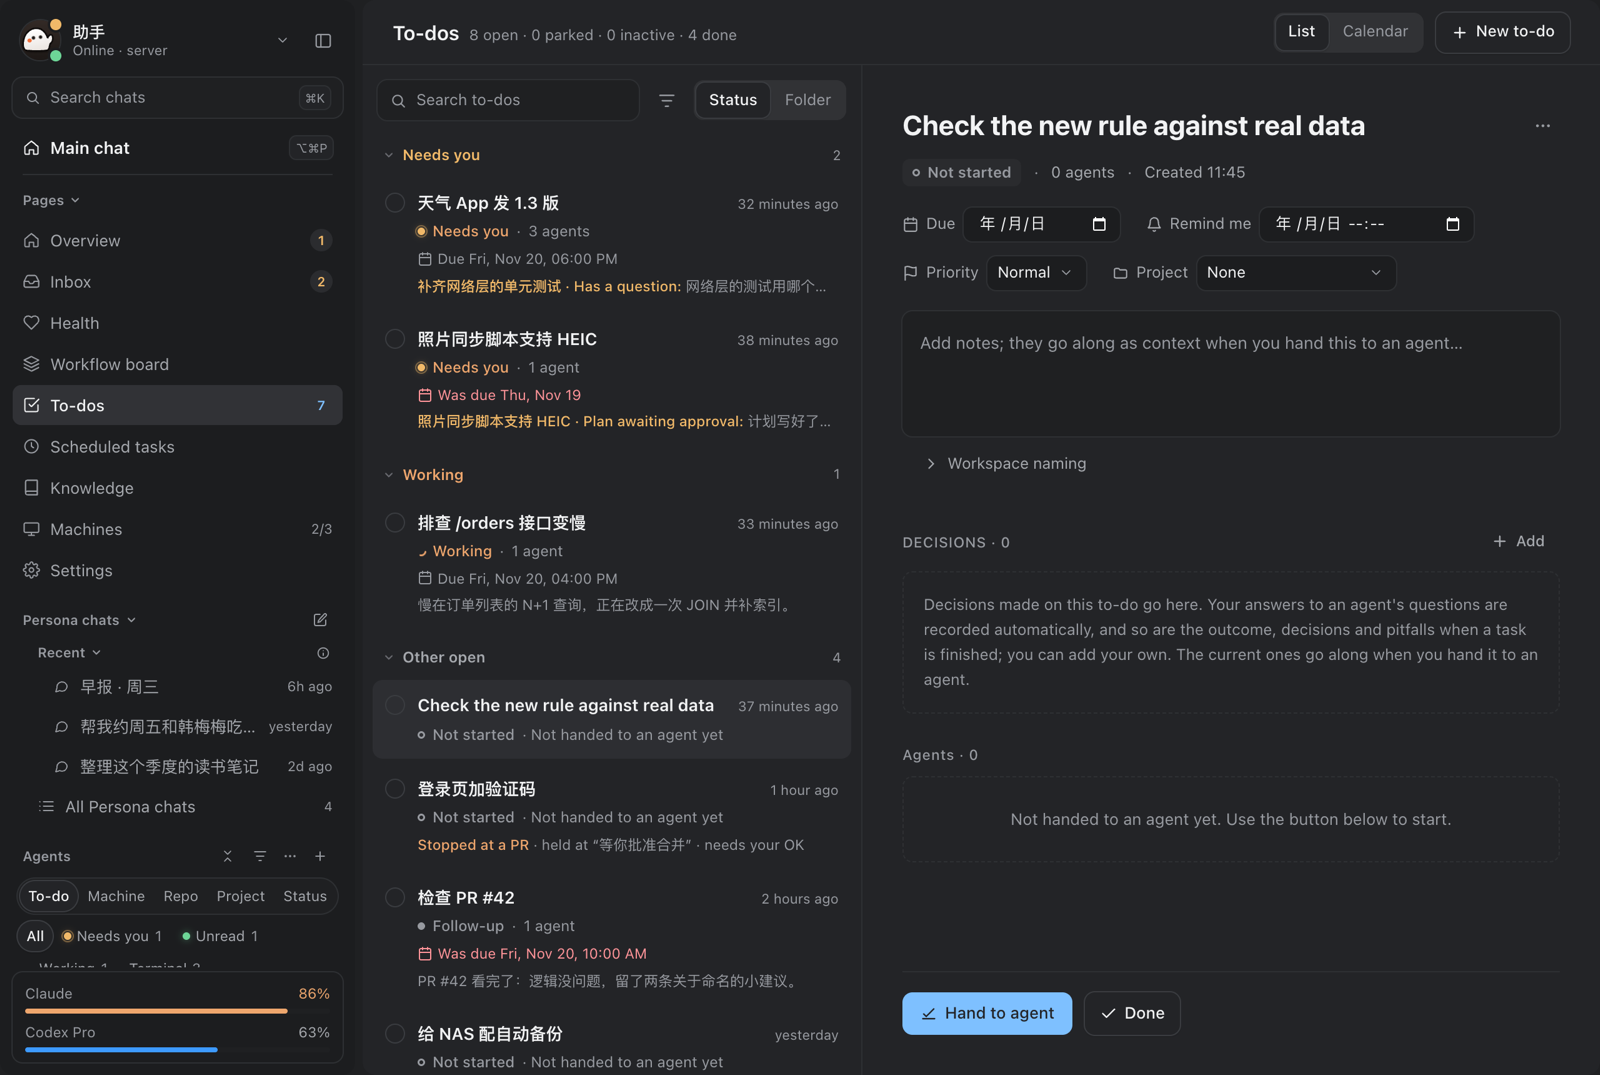 助手
Online · server
Search chats
⌘K
Main chat
⌥⌘P
Pages
Overview
1
Inbox
2
Health
Workflow board
To-dos
7
Scheduled tasks
Knowledge
Machines
2/3
Settings
Persona chats
Recent
早报 · 周三
6h ago
帮我约周五和韩梅梅吃...
yesterday
整理这个季度的读书笔记
2d ago
All Persona chats
4
Agents
To-do
Machine
Repo
Project
Status
All
Needs you 1
Unread 1
Claude
86%
Codex Pro
63%
To-dos
8 open · 0 parked · 0 inactive · 4 done
List
Calendar
+ New to-do
Search to-dos
Status
Folder
Needs you
2
天气 App 发 1.3 版
32 minutes ago
Needs you · 3 agents
Due Fri, Nov 20, 06:00 PM
补齐网络层的单元测试 · Has a question: 网络层的测试用哪个...
照片同步脚本支持 HEIC
38 minutes ago
Needs you · 1 agent
Was due Thu, Nov 19
照片同步脚本支持 HEIC · Plan awaiting approval: 计划写好了...
Working
1
排查 /orders 接口变慢
33 minutes ago
Working · 1 agent
Due Fri, Nov 20, 04:00 PM
慢在订单列表的 N+1 查询，正在改成一次 JOIN 并补索引。
Other open
4
Check the new rule against real data
37 minutes ago
Not started · Not handed to an agent yet
登录页加验证码
1 hour ago
Not started · Not handed to an agent yet
Stopped at a PR · held at “等你批准合并” · needs your OK
检查 PR #42
2 hours ago
Follow-up · 1 agent
Was due Fri, Nov 20, 10:00 AM
PR #42 看完了：逻辑没问题，留了两条关于命名的小建议。
给 NAS 配自动备份
yesterday
Not started · Not handed to an agent yet
Check the new rule against real data
Not started · 0 agents · Created 11:45
Due
年 /月/日
Remind me
年 /月/日 --:--
Priority
Normal
Project
None
Add notes; they go along as context when you hand this to an agent...
Workspace naming
DECISIONS · 0
+ Add
Decisions made on this to-do go here. Your answers to an agent's questions are
recorded automatically, and so are the outcome, decisions and pitfalls when a task
is finished; you can add your own. The current ones go along when you hand it to an
agent.
Agents · 0
Not handed to an agent yet. Use the button below to start.
Hand to agent
Done